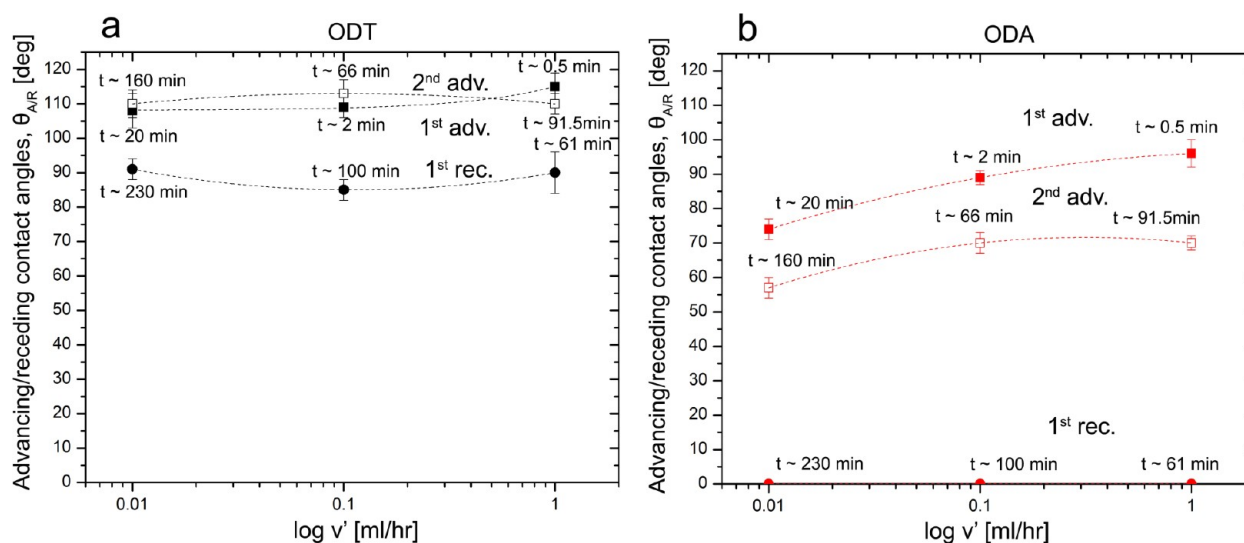 a
ODT
Advancing/receding contact angles, θA/R [deg]
120
110
100
90
80
70
60
50
40
30
20
10
0
t ~ 160 min
t ~ 66 min
t ~ 0.5 min
2nd adv.
t ~ 20 min
t ~ 2 min
1st adv.
t ~ 91.5min
t ~ 61 min
t ~ 230 min
t ~ 100 min
1st rec.
0.01
0.1
1
log v' [ml/hr]
b
ODA
Advancing/receding contact angles, θA/R [deg]
120
110
100
90
80
70
60
50
40
30
20
10
0
1st adv.
t ~ 0.5 min
t ~ 2 min
t ~ 20 min
2nd adv.
t ~ 66 min
t ~ 91.5min
t ~ 160 min
1st rec.
t ~ 230 min
t ~ 100 min
t ~ 61 min
0.01
0.1
1
log v' [ml/hr]